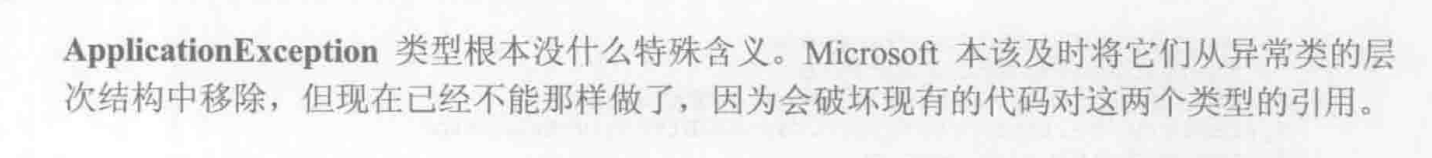 ApplicationException 类型根本没什么特殊含义。Microsoft 本该及时将它们从异常类的层
次结构中移除，但现在已经不能那样做了，因为会破坏现有的代码对这两个类型的引用。